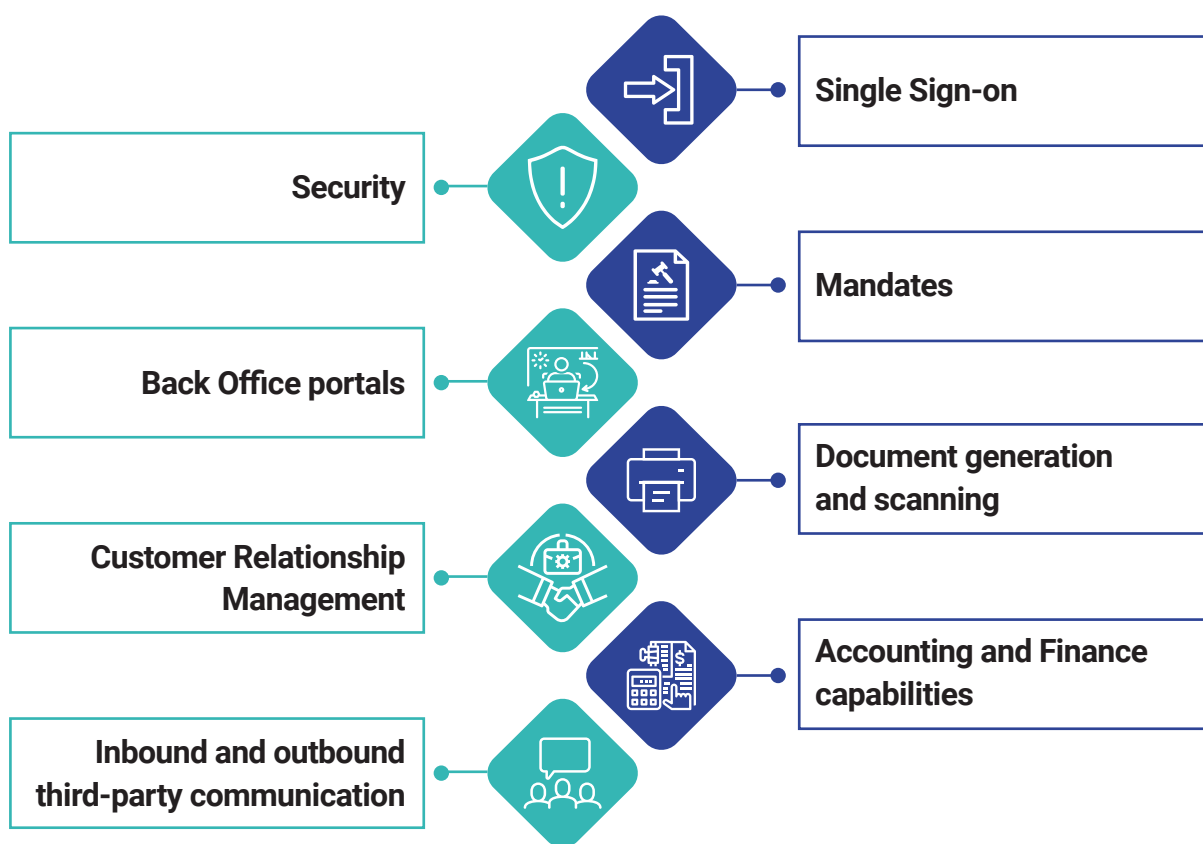 Single Sign-on
Security
Mandates
Back Office portals
Document generation
and scanning
Customer Relationship
Management
Accounting and Finance
capabilities
Inbound and outbound
third-party communication